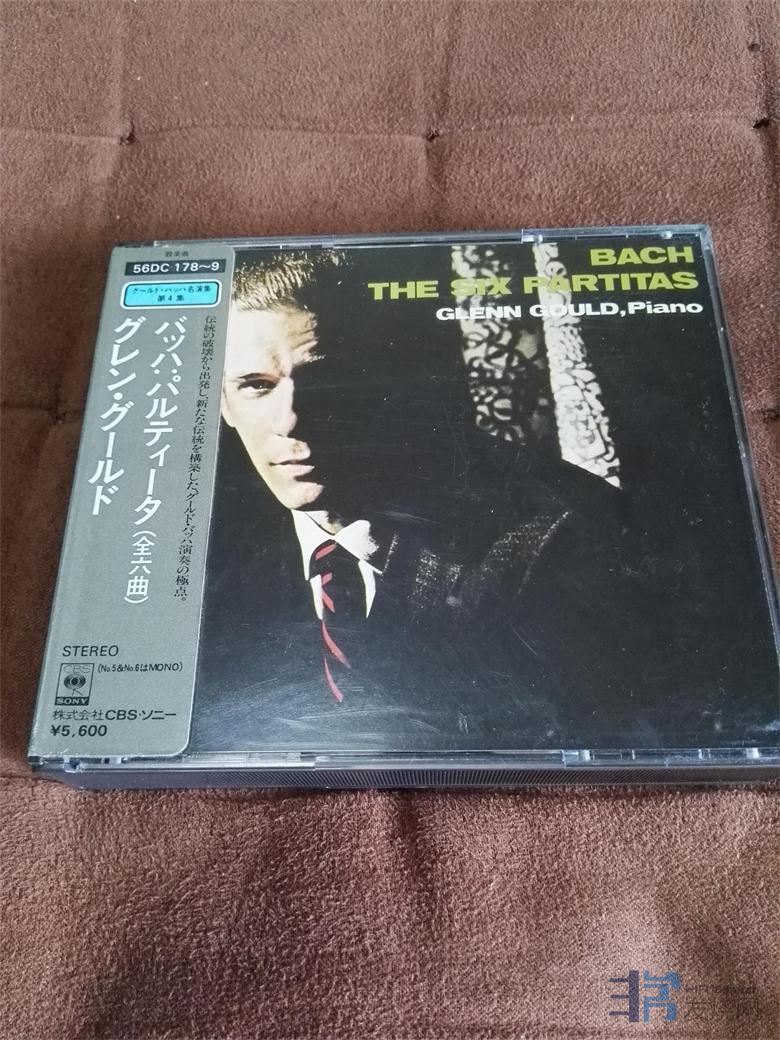 音楽曲
56DC 178～9
グールド・バッハ名演集
第4集
バッハ:パルティータ(全六曲)
グレン・グールド
伝統の破壊から出発し、新たな伝統を構築した、グールド・バッハ演奏の極点。
STEREO
(No.5&No.6はMONO)
CBS
SONY
株式会社CBS・ソニー
¥5,600
BACH
THE SIX PARTITAS
GLENN GOULD, Piano